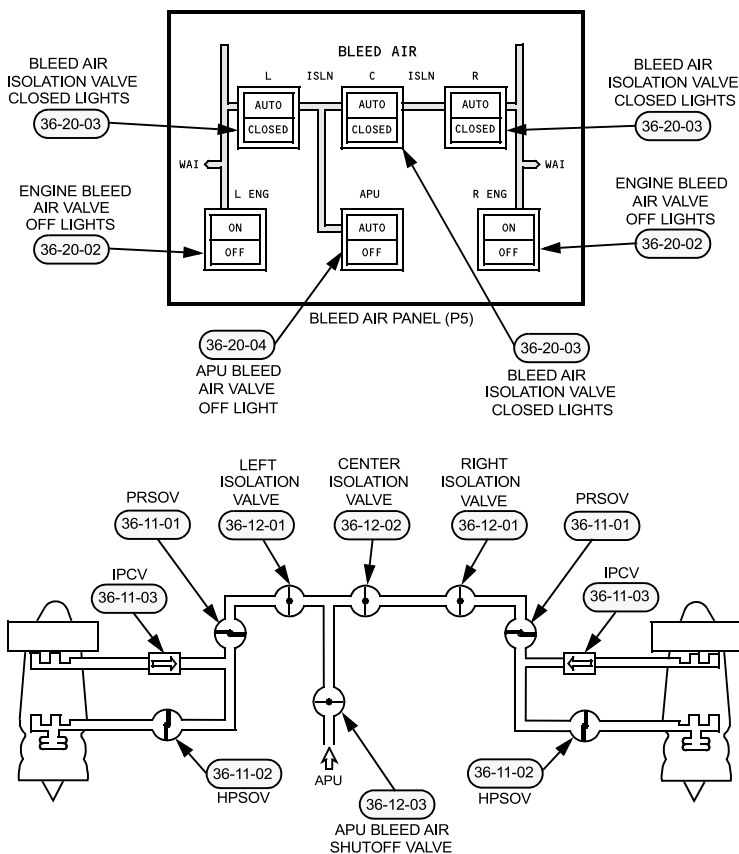 BLEED AIR
ISOLATION VALVE
CLOSED LIGHTS
36-20-03
ENGINE BLEED
AIR VALVE
OFF LIGHTS
36-20-02
BLEED AIR
L ISLN C ISLN R
AUTO
CLOSED
AUTO
CLOSED
AUTO
CLOSED
WAI
WAI
L ENG APU R ENG
ON
OFF
AUTO
OFF
ON
OFF
BLEED AIR
ISOLATION VALVE
CLOSED LIGHTS
36-20-03
ENGINE BLEED
AIR VALVE
OFF LIGHTS
36-20-02
BLEED AIR PANEL (P5)
36-20-04
APU BLEED
AIR VALVE
OFF LIGHT
36-20-03
BLEED AIR
ISOLATION VALVE
CLOSED LIGHTS
LEFT
ISOLATION
VALVE
36-12-01
CENTER
ISOLATION
VALVE
36-12-02
RIGHT
ISOLATION
VALVE
36-12-01
PRSOV
36-11-01
PRSOV
36-11-01
IPCV
36-11-03
IPCV
36-11-03
36-11-02
HPSOV
APU
36-12-03
APU BLEED AIR
SHUTOFF VALVE
36-11-02
HPSOV